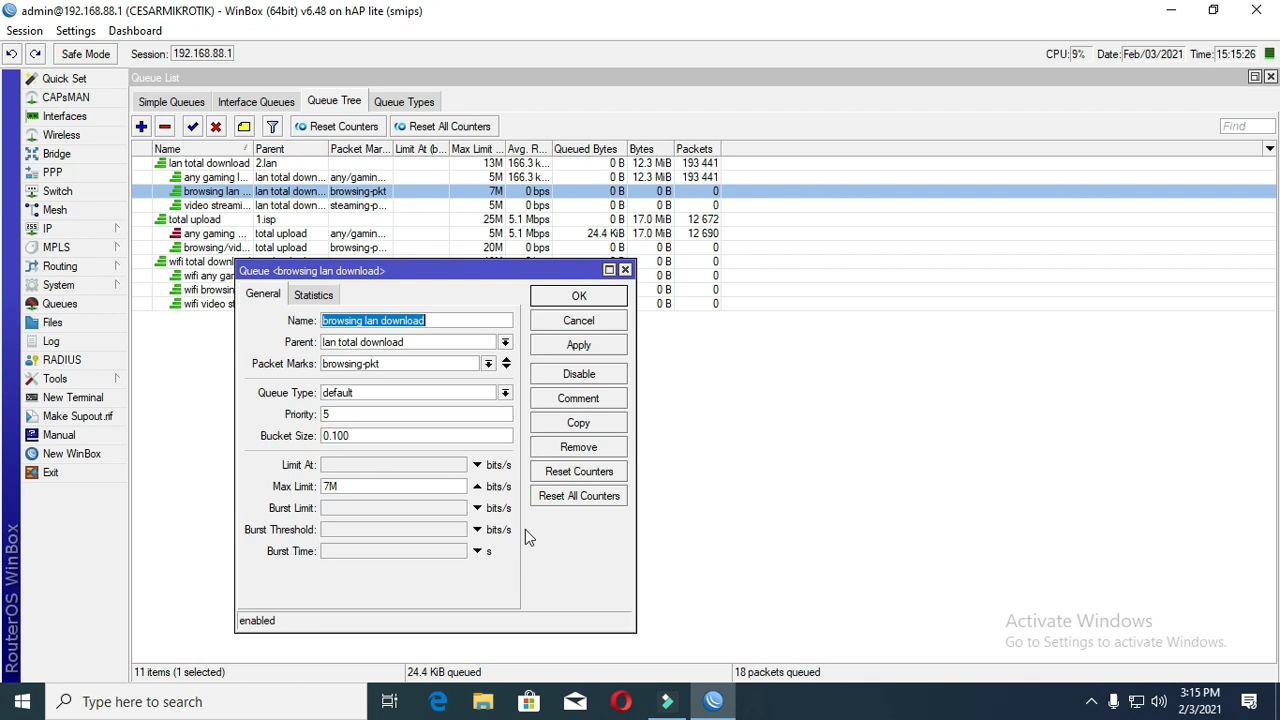 admin@192.168.88.1 (CESARMIKROTIK) - WinBox (64bit) v6.48 on hAP lite (smips)
Session Settings Dashboard
Safe Mode Session: 192.168.88.1 CPU: 9% Date: Feb/03/2021 Time: 15:15:26
Quick Set
CAPsMAN
Interfaces
Wireless
Bridge
PPP
Switch
Mesh
IP
MPLS
Routing
System
Queues
Files
Log
RADIUS
Tools
New Terminal
Make Supout.rif
Manual
New WinBox
Exit
RouterOS WinBox
Queue List
Simple Queues Interface Queues Queue Tree Queue Types
Reset Counters Reset All Counters Find
Name / Parent Packet Mar... Limit At (b... Max Limit ... Avg. R... Queued Bytes Bytes Packets
lan total download 2.lan 13M 166.3 k... 0 B 12.3 MiB 193 441
any gaming l... lan total down... any/gamin... 5M 166.3 k... 0 B 12.3 MiB 193 441
browsing lan ... lan total down... browsing-pkt 7M 0 bps 0 B 0 B 0
video streami... lan total down... steaming-p... 5M 0 bps 0 B 0 B 0
total upload 1.isp 25M 5.1 Mbps 0 B 17.0 MiB 12 672
any gaming ... total upload any/gamin... 5M 5.1 Mbps 24.4 KiB 17.0 MiB 12 690
browsing/vid... total upload browsing-p... 20M 0 bps 0 B 0 B 0
wifi total downl 0 B 0
wifi any gam 0 B 0
wifi browsin 0 B 0
wifi video st 0 B 0
Queue <browsing lan download>
General Statistics
Name: browsing lan download
Parent: lan total download
Packet Marks: browsing-pkt
Queue Type: default
Priority: 5
Bucket Size: 0.100
Limit At: bits/s
Max Limit: 7M bits/s
Burst Limit: bits/s
Burst Threshold: bits/s
Burst Time: s
enabled
OK
Cancel
Apply
Disable
Comment
Copy
Remove
Reset Counters
Reset All Counters
Activate Windows
Go to Settings to activate Windows.
11 items (1 selected) 24.4 KiB queued 18 packets queued
Type here to search
3:15 PM
2/3/2021